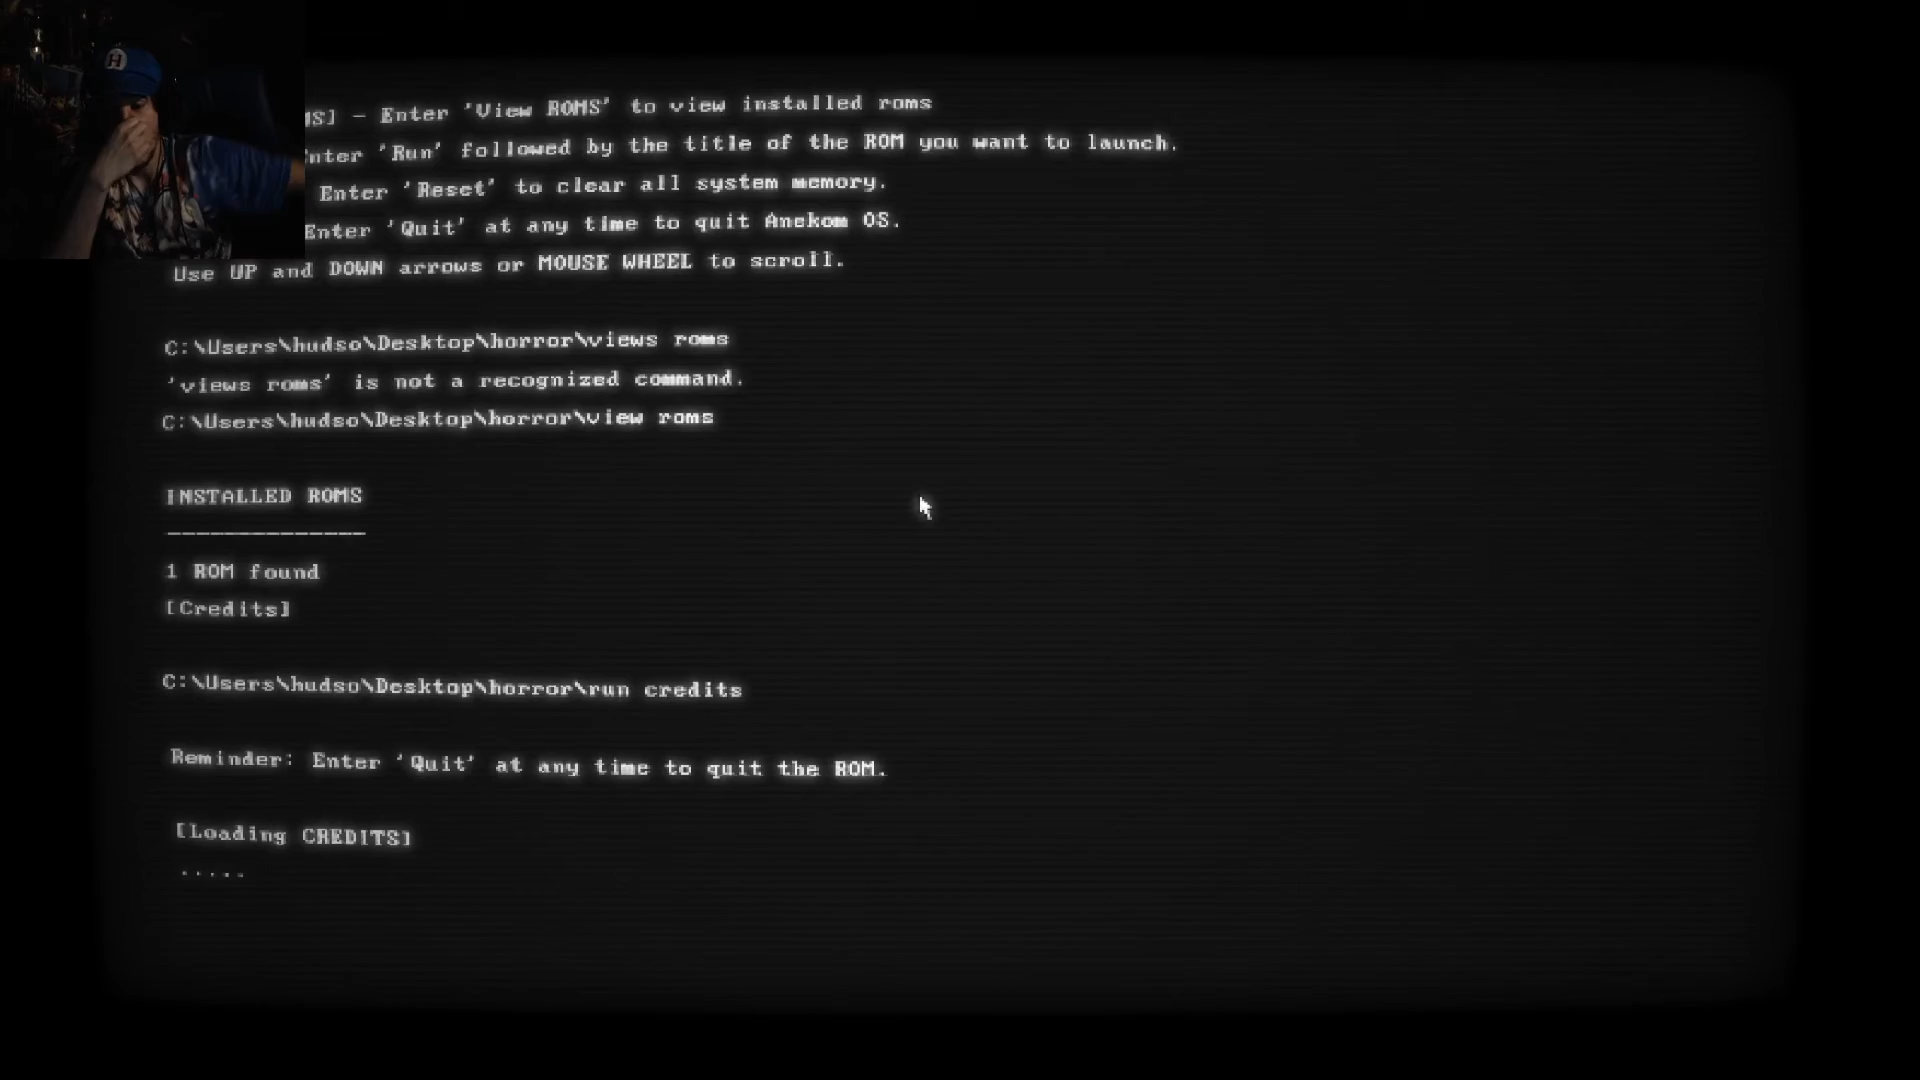 MS] - Enter 'View ROMS' to view installed roms
nter 'Run' followed by the title of the ROM you want to launch.
Enter 'Reset' to clear all system memory.
Enter 'Quit' at any time to quit Anekom OS.
Use UP and DOWN arrows or MOUSE WHEEL to scroll.
C:\Users\hudso\Desktop\horror\views roms
'views roms' is not a recognized command.
C:\Users\hudso\Desktop\horror\view roms
INSTALLED ROMS
--------------
1 ROM found
[Credits]
C:\Users\hudso\Desktop\horror\run credits
Reminder: Enter 'Quit' at any time to quit the ROM.
[Loading CREDITS]
.....